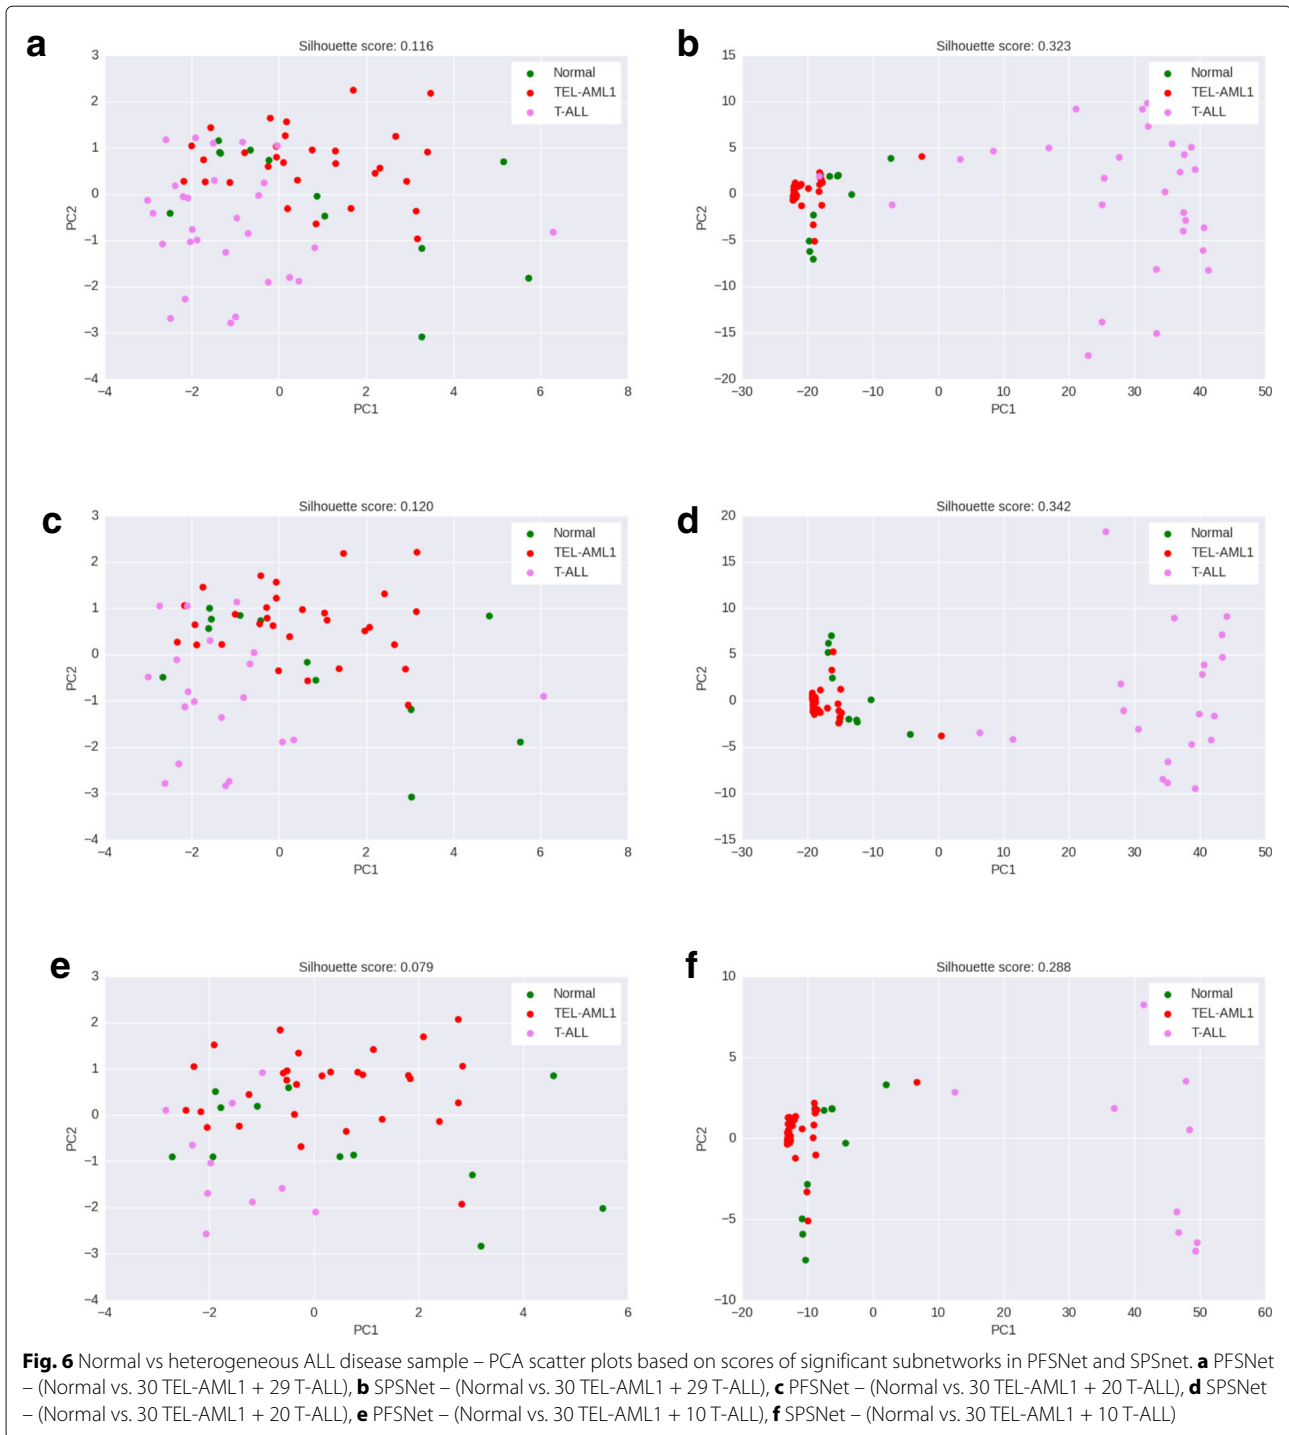 a
Silhouette score: 0.116
3
2
1
0
−1
−2
−3
−4
PC2
Normal
TEL-AML1
T-ALL
−4
−2
0
2
4
6
8
PC1
b
Silhouette score: 0.323
15
10
5
0
−5
−10
−15
−20
PC2
Normal
TEL-AML1
T-ALL
−30
−20
−10
0
10
20
30
40
50
PC1
c
Silhouette score: 0.120
3
2
1
0
−1
−2
−3
−4
PC2
Normal
TEL-AML1
T-ALL
−4
−2
0
2
4
6
8
PC1
d
Silhouette score: 0.342
20
15
10
5
0
−5
−10
−15
PC2
Normal
TEL-AML1
T-ALL
−30
−20
−10
0
10
20
30
40
50
PC1
e
Silhouette score: 0.079
3
2
1
0
−1
−2
−3
−4
PC2
Normal
TEL-AML1
T-ALL
−4
−2
0
2
4
6
PC1
f
Silhouette score: 0.288
10
5
0
−5
−10
PC2
Normal
TEL-AML1
T-ALL
−20
−10
0
10
20
30
40
50
60
PC1
Fig. 6 Normal vs heterogeneous ALL disease sample – PCA scatter plots based on scores of significant subnetworks in PFSNet and SPSnet. a PFSNet
– (Normal vs. 30 TEL-AML1 + 29 T-ALL), b SPSNet – (Normal vs. 30 TEL-AML1 + 29 T-ALL), c PFSNet – (Normal vs. 30 TEL-AML1 + 20 T-ALL), d SPSNet
– (Normal vs. 30 TEL-AML1 + 20 T-ALL), e PFSNet – (Normal vs. 30 TEL-AML1 + 10 T-ALL), f SPSNet – (Normal vs. 30 TEL-AML1 + 10 T-ALL)